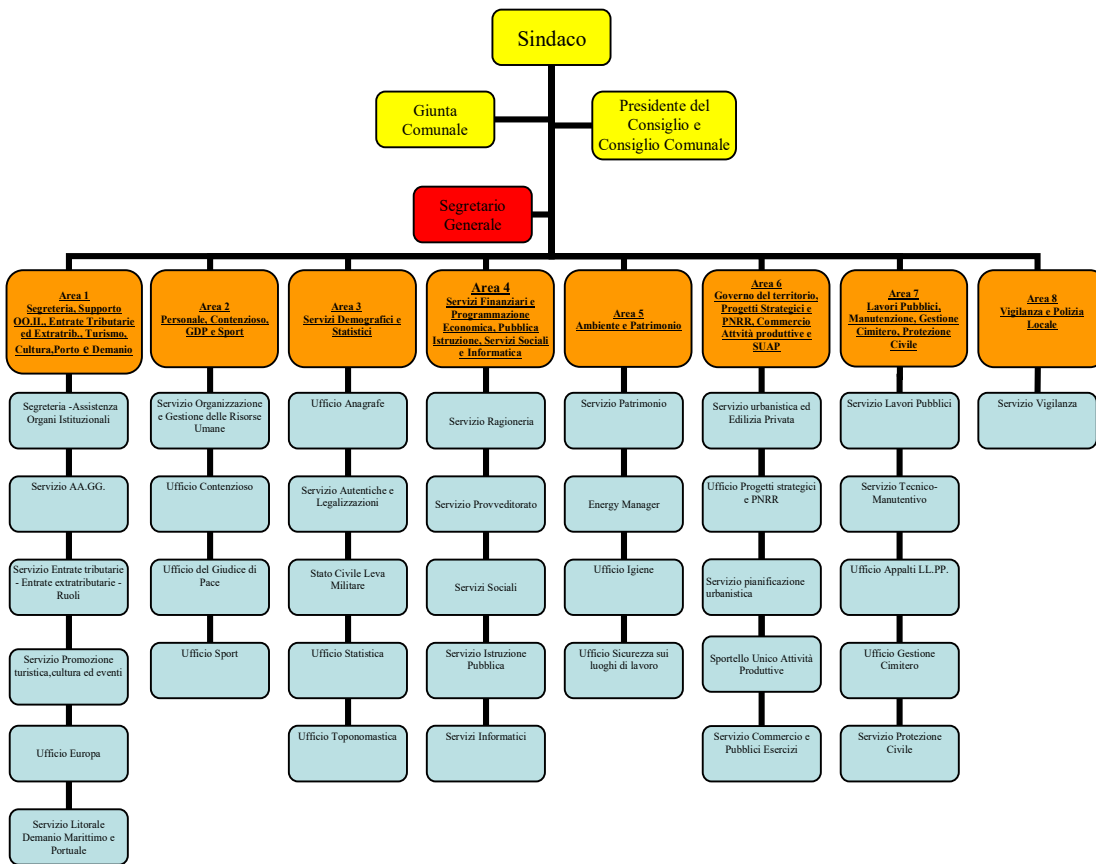 Sindaco
Giunta
Comunale
Presidente del
Consiglio e
Consiglio Comunale
Segretario
Generale
Area 1
Segreteria, Supporto
OO.II., Entrate Tributarie
ed Extratrib., Turismo,
Cultura,Porto e Demanio
Area 2
Personale, Contenzioso,
GDP e Sport
Area 3
Servizi Demografici e
Statistici
Area 4
Servizi Finanziari e
Programmazione
Economica, Pubblica
Istruzione, Servizi Sociali
e Informatica
Area 5
Ambiente e Patrimonio
Area 6
Governo del territorio,
Progetti Strategici e
PNRR, Commercio
Attvità produttive e
SUAP
Area 7
Lavori Pubblici,
Manutenzione, Gestione
Cimitero, Protezione
Civile
Area 8
Vigilanza e Polizia
Locale
Segreteria -Assistenza
Organi Istituzionali
Servizio Organizzazione
e Gestione delle Risorse
Umane
Ufficio Anagrafe
Servizio Ragioneria
Servizio Patrimonio
Servizio urbanistica ed
Edilizia Privata
Servizio Lavori Pubblici
Servizio Vigilanza
Servizio AA.GG.
Ufficio Contenzioso
Servizio Autentiche e
Legalizzazioni
Servizio Provveditorato
Energy Manager
Ufficio Progetti strategici
e PNRR
Servizio Tecnico-
Manutentivo
Servizio Entrate tributarie
- Entrate extratributarie -
Ruoli
Ufficio del Giudice di
Pace
Stato Civile Leva
Militare
Servizi Sociali
Ufficio Igiene
Servizio pianificazione
urbanistica
Ufficio Appalti LL.PP.
Servizio Promozione
turistica,cultura ed eventi
Ufficio Sport
Ufficio Statistica
Servizio Istruzione
Pubblica
Ufficio Sicurezza sui
luoghi di lavoro
Sportello Unico Attività
Produttive
Ufficio Gestione
Cimitero
Ufficio Europa
Ufficio Toponomastica
Servizi Informatici
Servizio Commercio e
Pubblici Esercizi
Servizio Protezione
Civile
Servizio Litorale
Demanio Marittimo e
Portuale